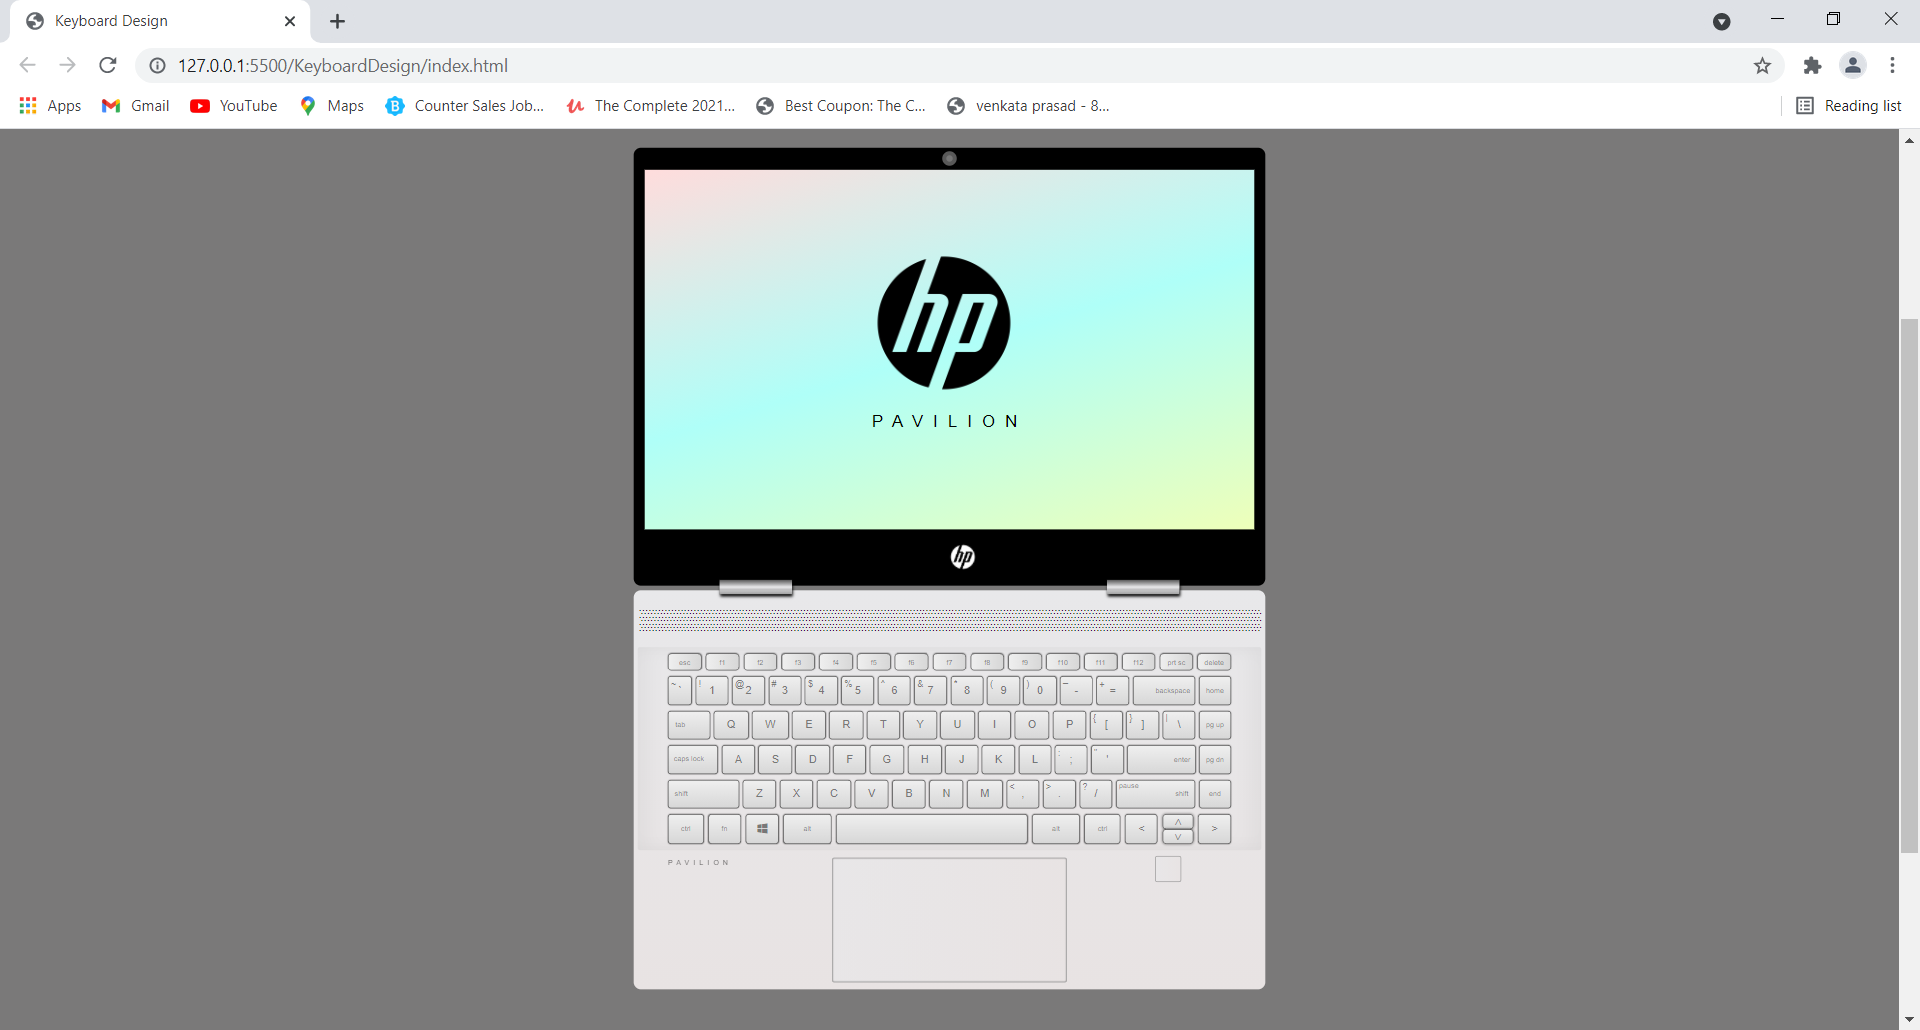 Keyboard Design
127.0.0.1:5500/KeyboardDesign/index.html
Apps Gmail YouTube Maps Counter Sales Job... The Complete 2021... Best Coupon: The C... venkata prasad - 8... Reading list
hp
PAVILION
hp
esc f1 f2 f3 f4 f5 f6 f7 f8 f9 f10 f11 f12 prt sc delete
~ ` ! 1 @ 2 # 3 $ 4 % 5 ^ 6 & 7 * 8 ( 9 ) 0 _ - + = backspace home
tab Q W E R T Y U I O P { [ } ] | \ pg up
caps lock A S D F G H J K L : ; " ' enter pg dn
shift Z X C V B N M < , > . ? / pause shift end
ctrl fn alt alt ctrl < ^ v >
PAVILION